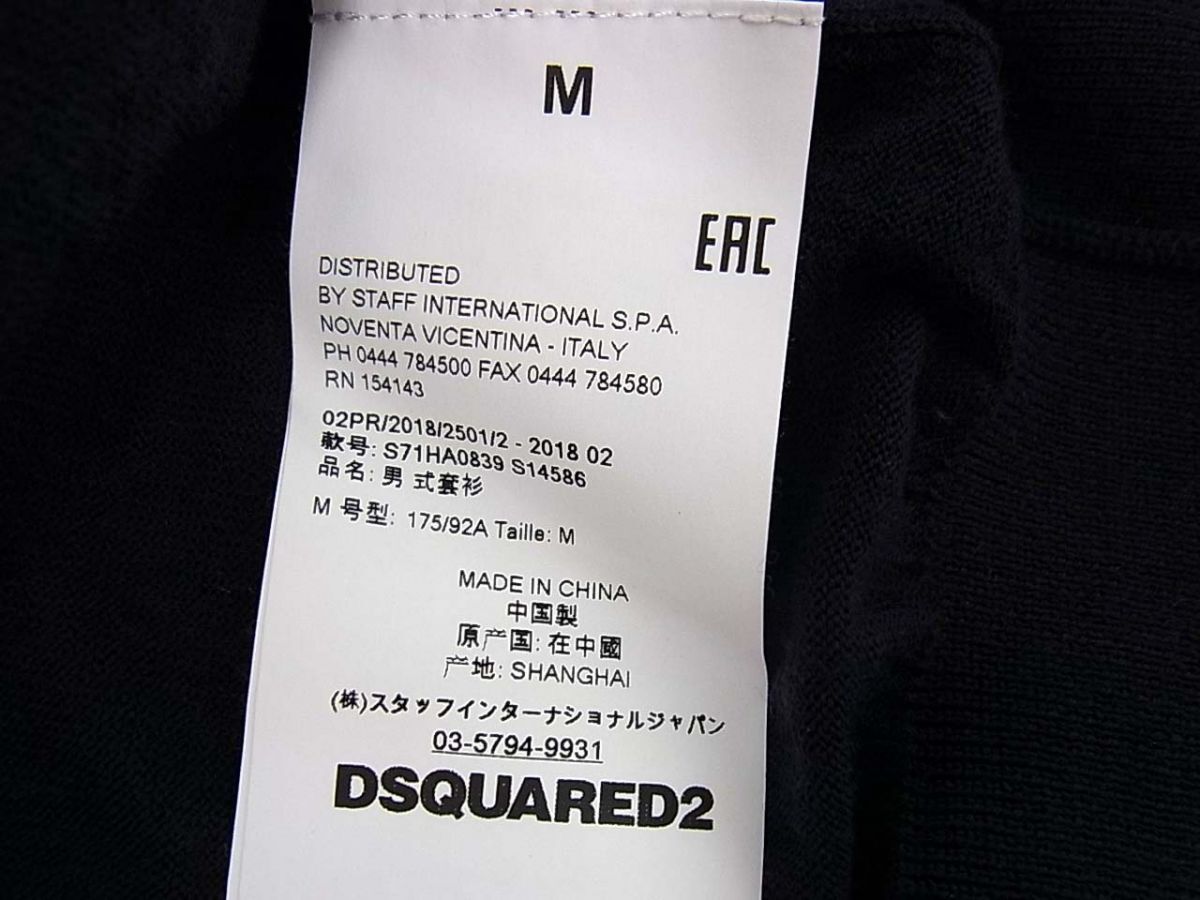 M
EAC
DISTRIBUTED
BY STAFF INTERNATIONAL S.P.A.
NOVENTA VICENTINA - ITALY
PH 0444 784500 FAX 0444 784580
RN 154143
02PR/2018/2501/2 - 2018 02
款号: S71HA0839 S14586
品名: 男 式套衫
M 号型: 175/92A Taille: M
MADE IN CHINA
中国製
原产国: 在中國
产地: SHANGHAI
(株)スタッフインターナショナルジャパン
03-5794-9931
DSQUARED2